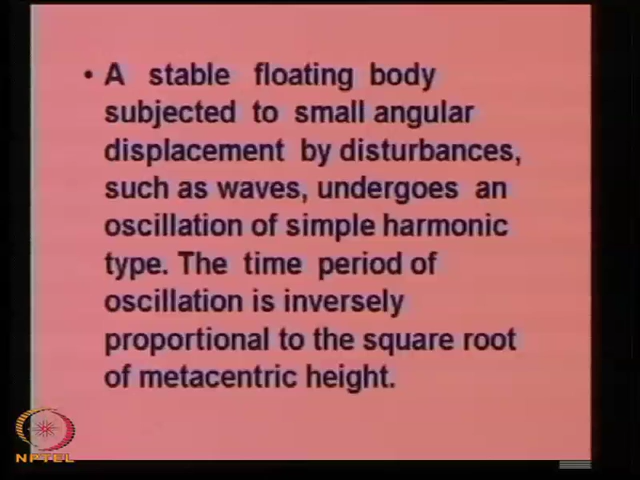 • A stable floating body
subjected to small angular
displacement by disturbances,
such as waves, undergoes an
oscillation of simple harmonic
type. The time period of
oscillation is inversely
proportional to the square root
of metacentric height.
NPTEL